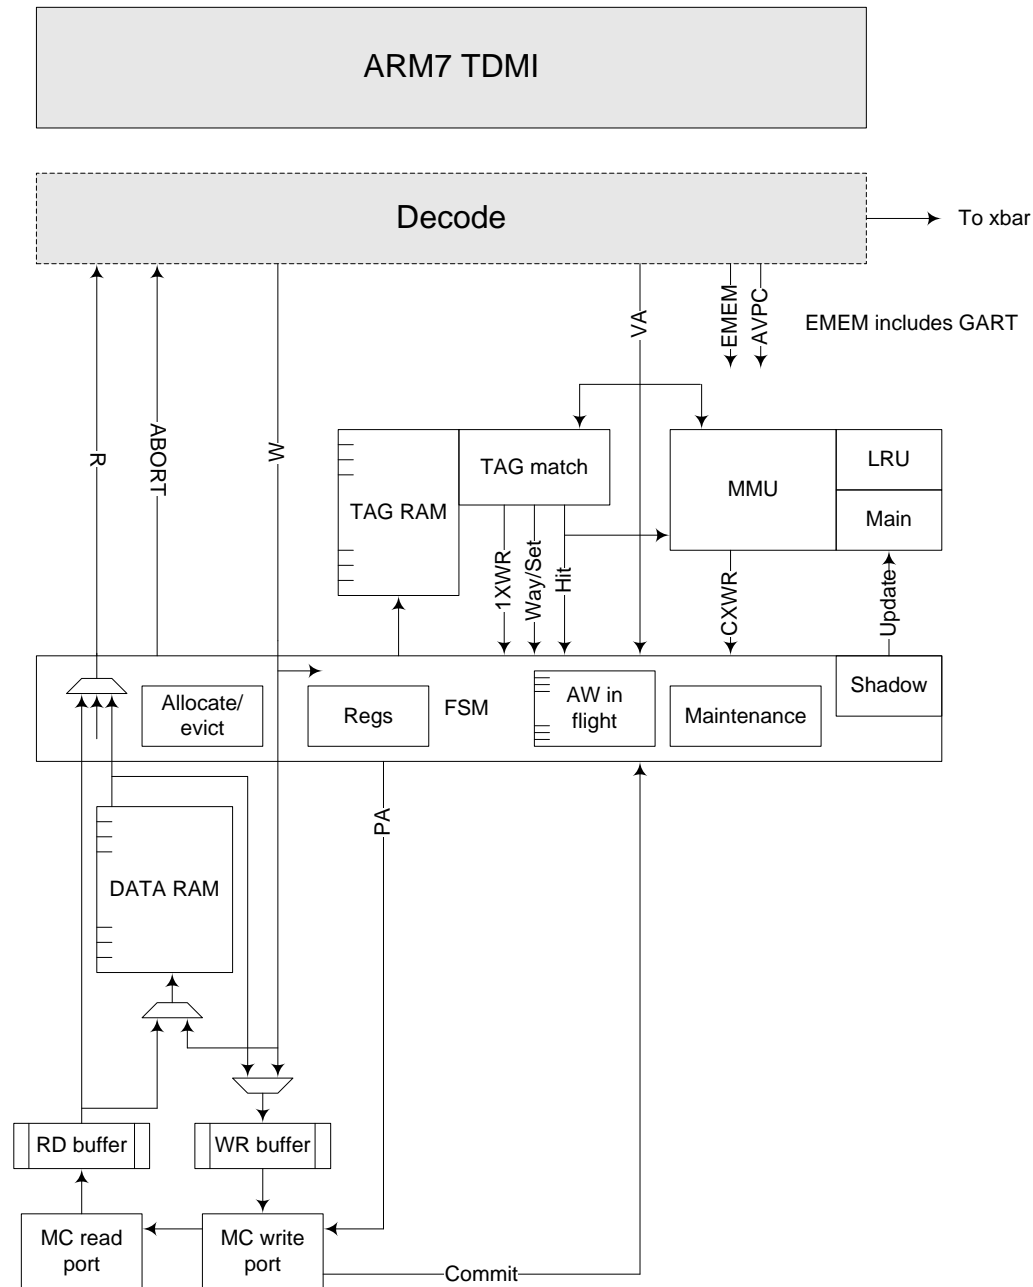 ARM7 TDMI
Decode
To xbar
R
ABORT
W
VA
EMEM
AVPC
EMEM includes GART
TAG RAM
TAG match
MMU
LRU
Main
1XWR
Way/Set
Hit
CXWR
Update
Allocate/
evict
Regs
FSM
AW in
flight
Maintenance
Shadow
PA
DATA RAM
RD buffer
WR buffer
MC read
port
MC write
port
Commit